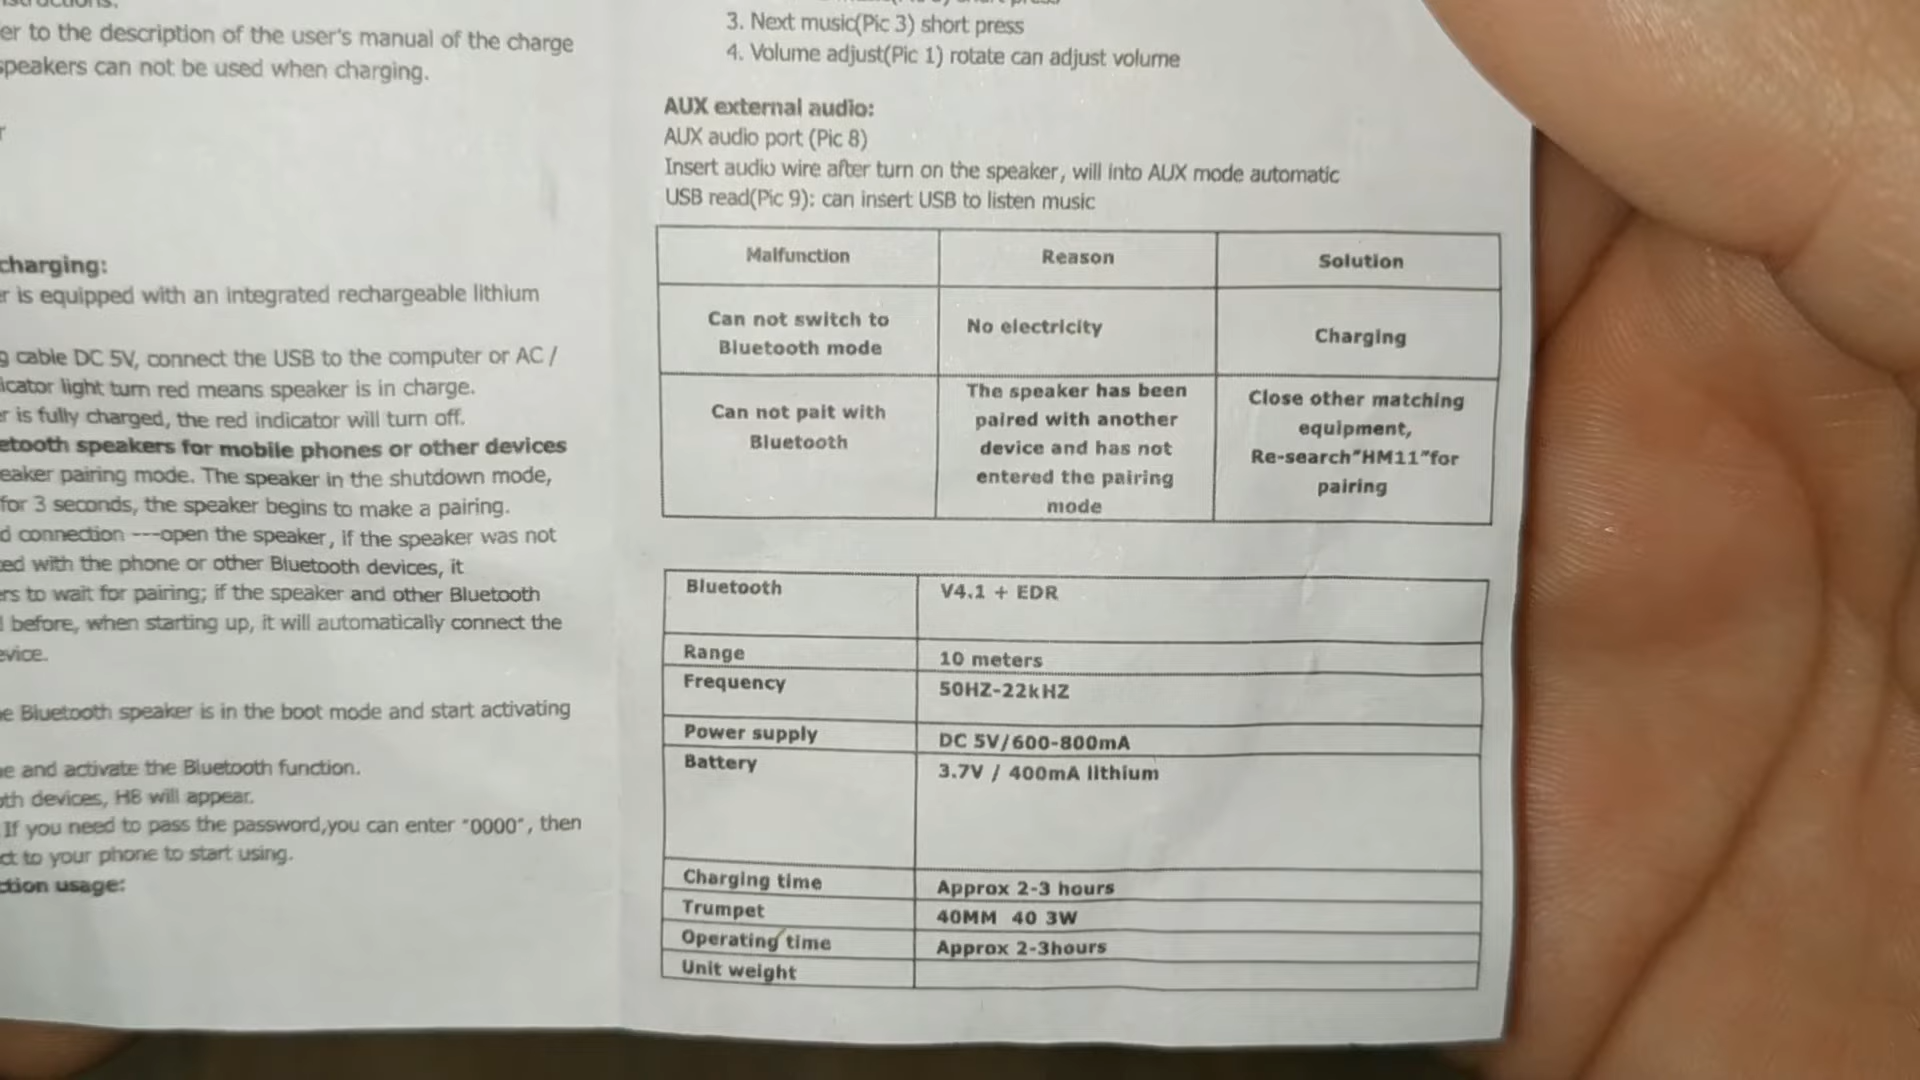 er to the description of the user's manual of the charge
speakers can not be used when charging.
charging:
er is equipped with an integrated rechargeable lithium
g cable DC 5V, connect the USB to the computer or AC /
icator light turn red means speaker is in charge.
er is fully charged, the red indicator will turn off.
etooth speakers for mobile phones or other devices
eaker pairing mode. The speaker in the shutdown mode,
for 3 seconds, the speaker begins to make a pairing.
d connection ---open the speaker, if the speaker was not
ed with the phone or other Bluetooth devices, it
ers to wait for pairing; if the speaker and other Bluetooth
before, when starting up, it will automatically connect the
evice.
e Bluetooth speaker is in the boot mode and start activating
e and activate the Bluetooth function.
oth devices, H8 will appear.
If you need to pass the password,you can enter "0000", then
ct to your phone to start using.
ction usage:
3. Next music(Pic 3) short press
4. Volume adjust(Pic 1) rotate can adjust volume
AUX external audio:
AUX audio port (Pic 8)
Insert audio wire after turn on the speaker, will into AUX mode automatic
USB read(Pic 9): can insert USB to listen music
Malfunction Reason Solution
Can not switch to
Bluetooth mode
No electricity
Charging
Can not pait with
Bluetooth
The speaker has been
paired with another
device and has not
entered the pairing
mode
Close other matching
equipment,
Re-search"HM11"for
pairing
Bluetooth V4.1 + EDR
Range 10 meters
Frequency 50HZ-22kHZ
Power supply DC 5V/600-800mA
Battery 3.7V / 400mA lithium
Charging time Approx 2-3 hours
Trumpet 40MM 40 3W
Operating time Approx 2-3hours
Unit weight